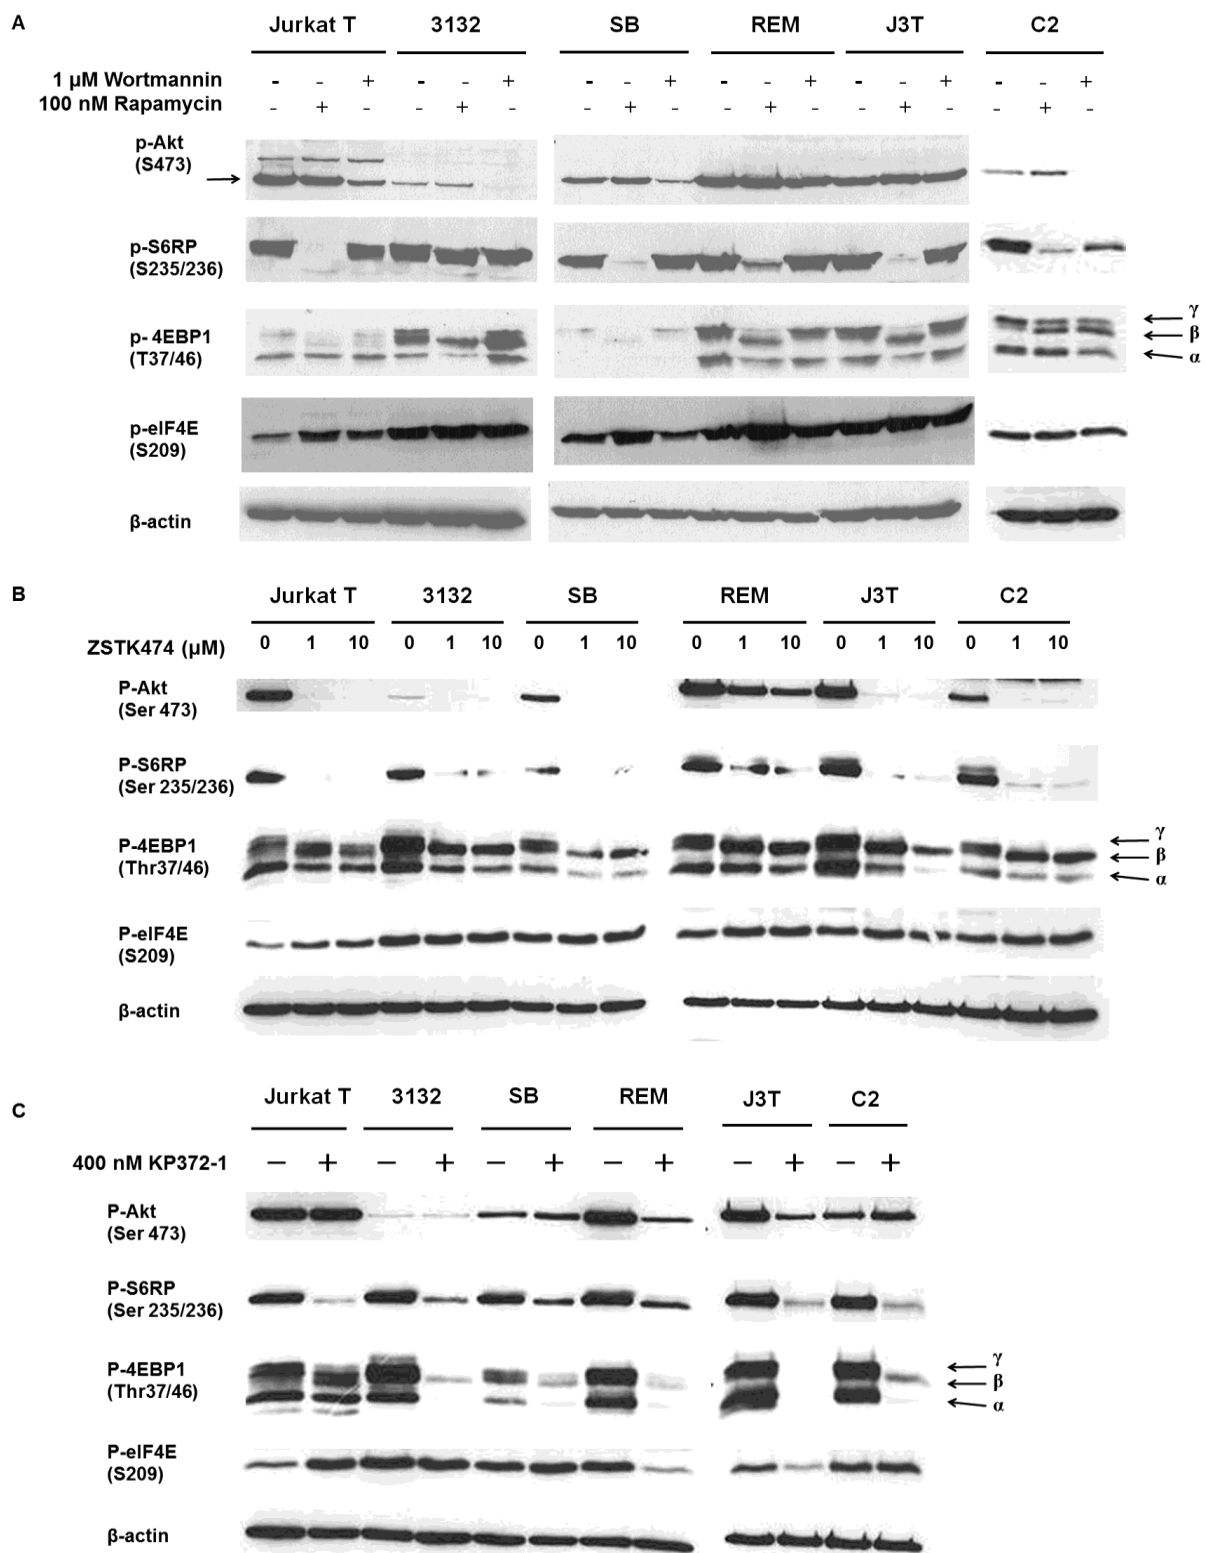 A
Jurkat T 3132 SB REM J3T C2
1 µM Wortmannin - - + - - + - - + - - + - - + - - +
100 nM Rapamycin - + - - + - - + - - + - - + - - + -
p-Akt
(S473)
p-S6RP
(S235/236)
p- 4EBP1
(T37/46)
γ
β
α
p-eIF4E
(S209)
β-actin
B
Jurkat T 3132 SB REM J3T C2
ZSTK474 (µM) 0 1 10 0 1 10 0 1 10 0 1 10 0 1 10 0 1 10
P-Akt
(Ser 473)
P-S6RP
(Ser 235/236)
P-4EBP1
(Thr37/46)
γ
β
α
P-eIF4E
(S209)
β-actin
C
Jurkat T 3132 SB REM J3T C2
400 nM KP372-1 − + − + − + − + − + − +
P-Akt
(Ser 473)
P-S6RP
(Ser 235/236)
P-4EBP1
(Thr37/46)
γ
β
α
P-eIF4E
(S209)
β-actin